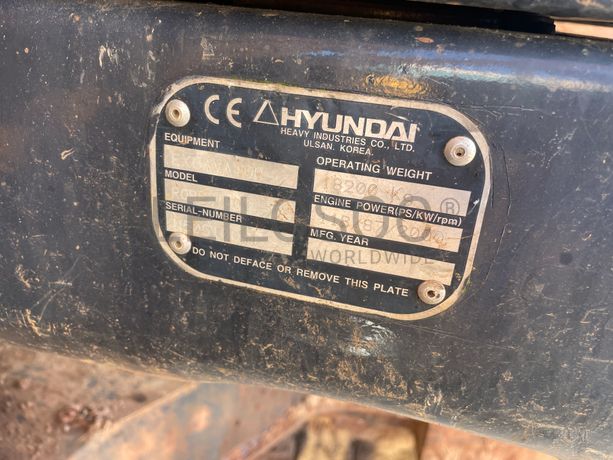 CE HYUNDAI
HEAVY INDUSTRIES CO., LTD.
ULSAN. KOREA.
EQUIPMENT
MODEL
SERIAL-NUMBER
OPERATING WEIGHT
18200 K
ENGINE POWER(PS/KW/rpm)
MFG. YEAR
DO NOT DEFACE OR REMOVE THIS PLATE
LEILOSOC®
WORLDWIDE